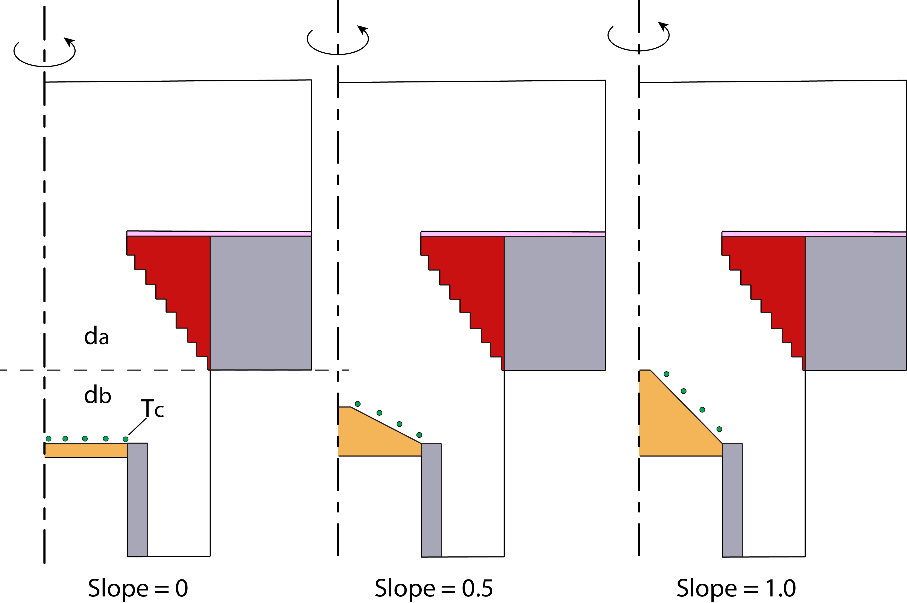 da
db
Tc
Slope = 0
Slope = 0.5
Slope = 1.0